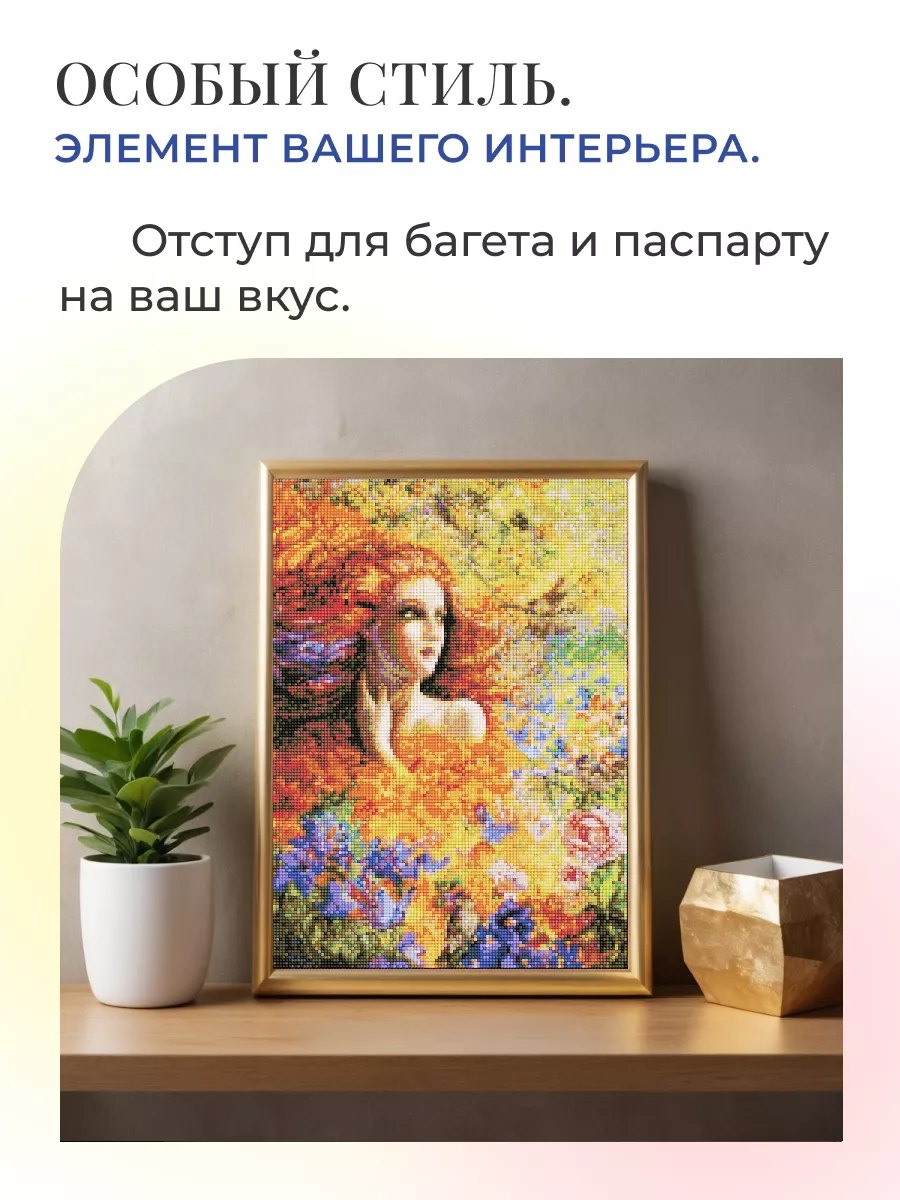 ОСОБЫЙ СТИЛЬ.
ЭЛЕМЕНТ ВАШЕГО ИНТЕРЬЕРА.
Отступ для багета и паспарту
на ваш вкус.